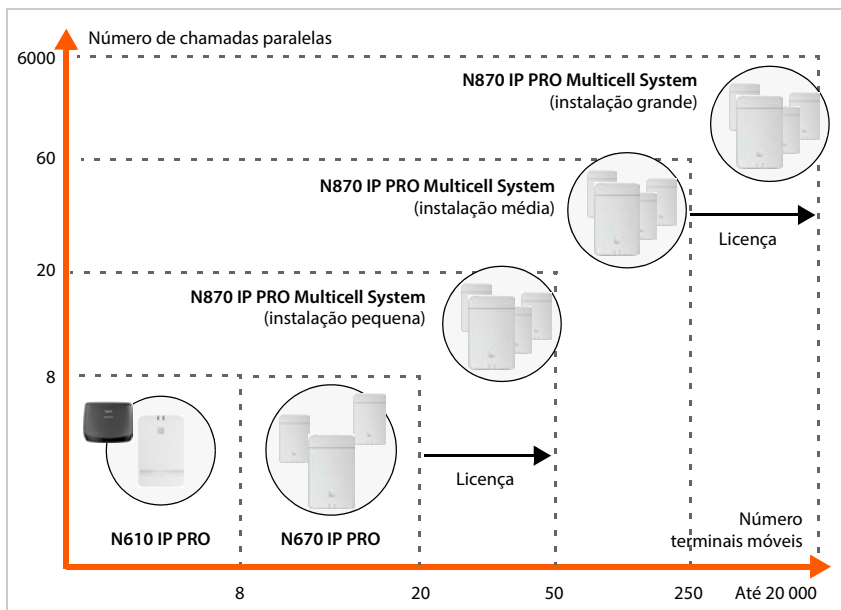 Número de chamadas paralelas
6000
N870 IP PRO Multicell System
(instalação grande)
60
N870 IP PRO Multicell System
(instalação média)
Licença
20
N870 IP PRO Multicell System
(instalação pequena)
8
Licença
N610 IP PRO
N670 IP PRO
Número
terminais móveis
8
20
50
250
Até 20 000